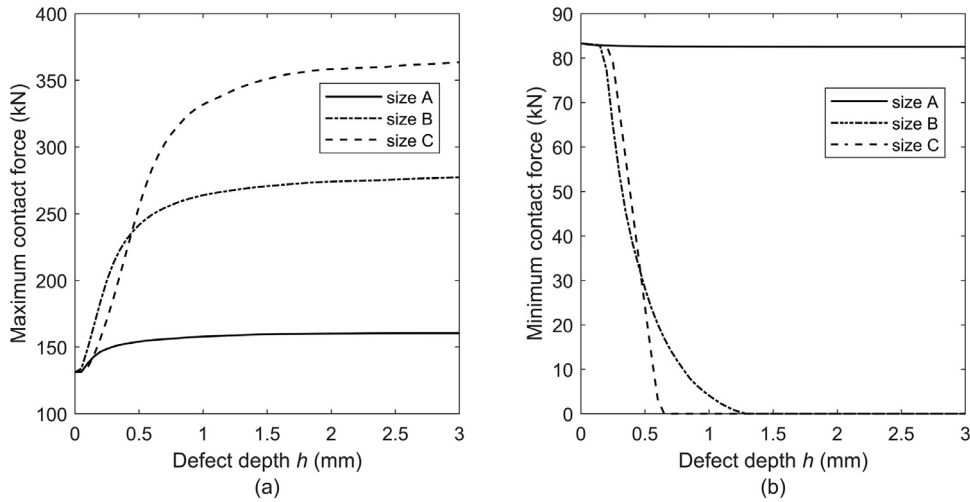 400
350
300
250
200
150
100
Maximum contact force (kN)
size A
size B
size C
0 0.5 1 1.5 2 2.5 3
Defect depth h (mm)
(a)
90
80
70
60
50
40
30
20
10
0
Minimum contact force (kN)
size A
size B
size C
0 0.5 1 1.5 2 2.5 3
Defect depth h (mm)
(b)